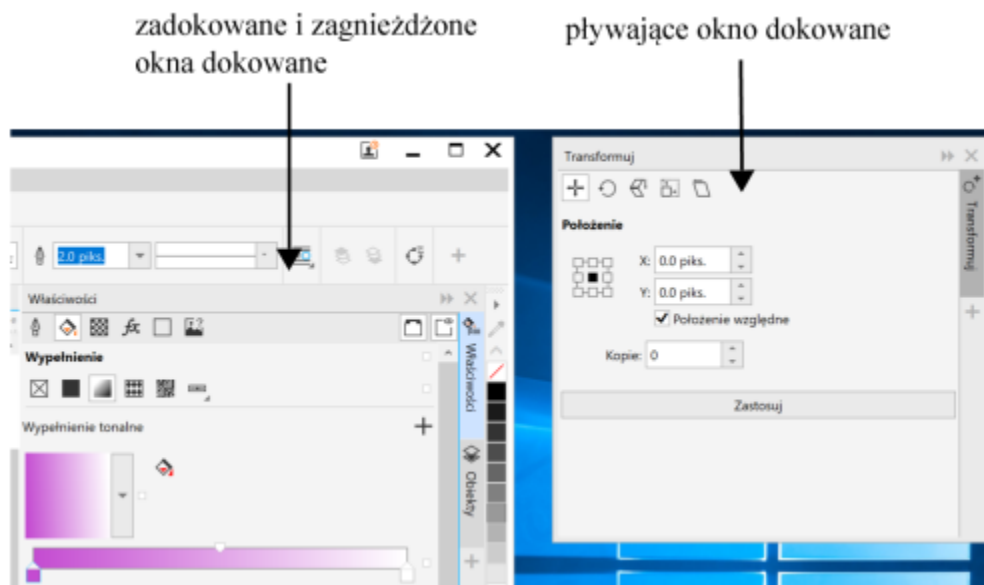 zadokowane i zagnieżdżone
okna dokowane
pływające okno dokowane
2.0 piks.
Właściwości
fx
Wypełnienie
Wypełnienie tonalne
Właściwości
Obiekty
Transformuj
Położenie
X: 0.0 piks.
Y: 0.0 piks.
Położenie względne
Kopie: 0
Zastosuj
Transformuj